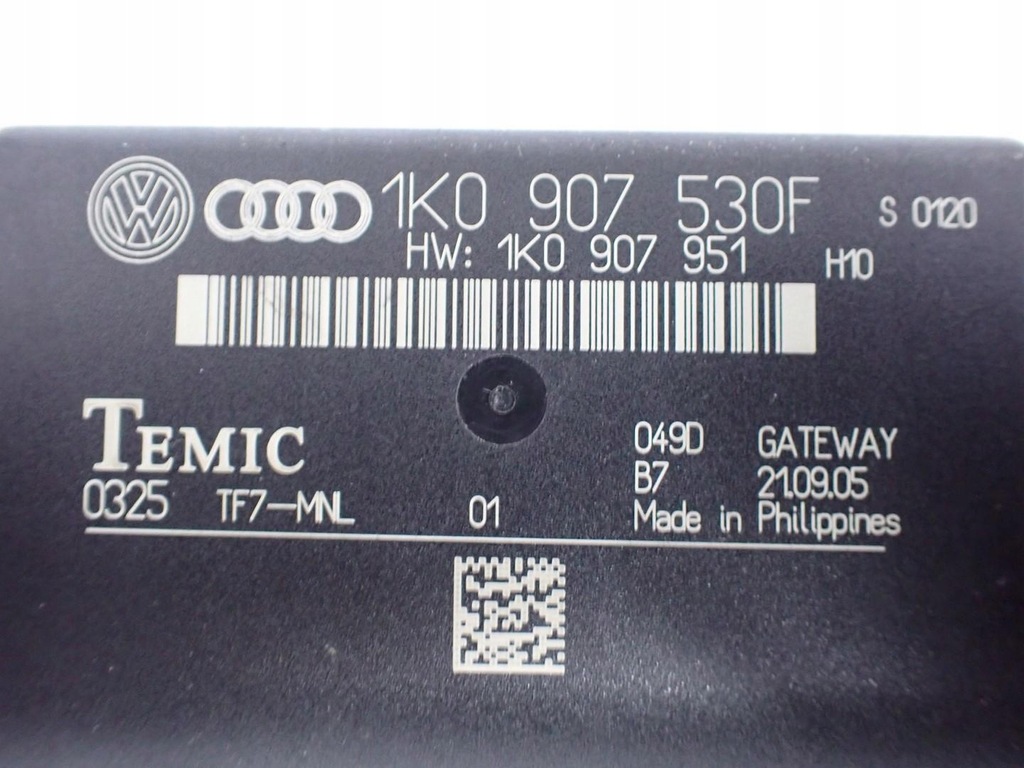 1K0 907 530F S 0120
HW: 1K0 907 951 H10
TEMIC
049D GATEWAY
B7 21.09.05
0325 TF7-MNL 01 Made in Philippines